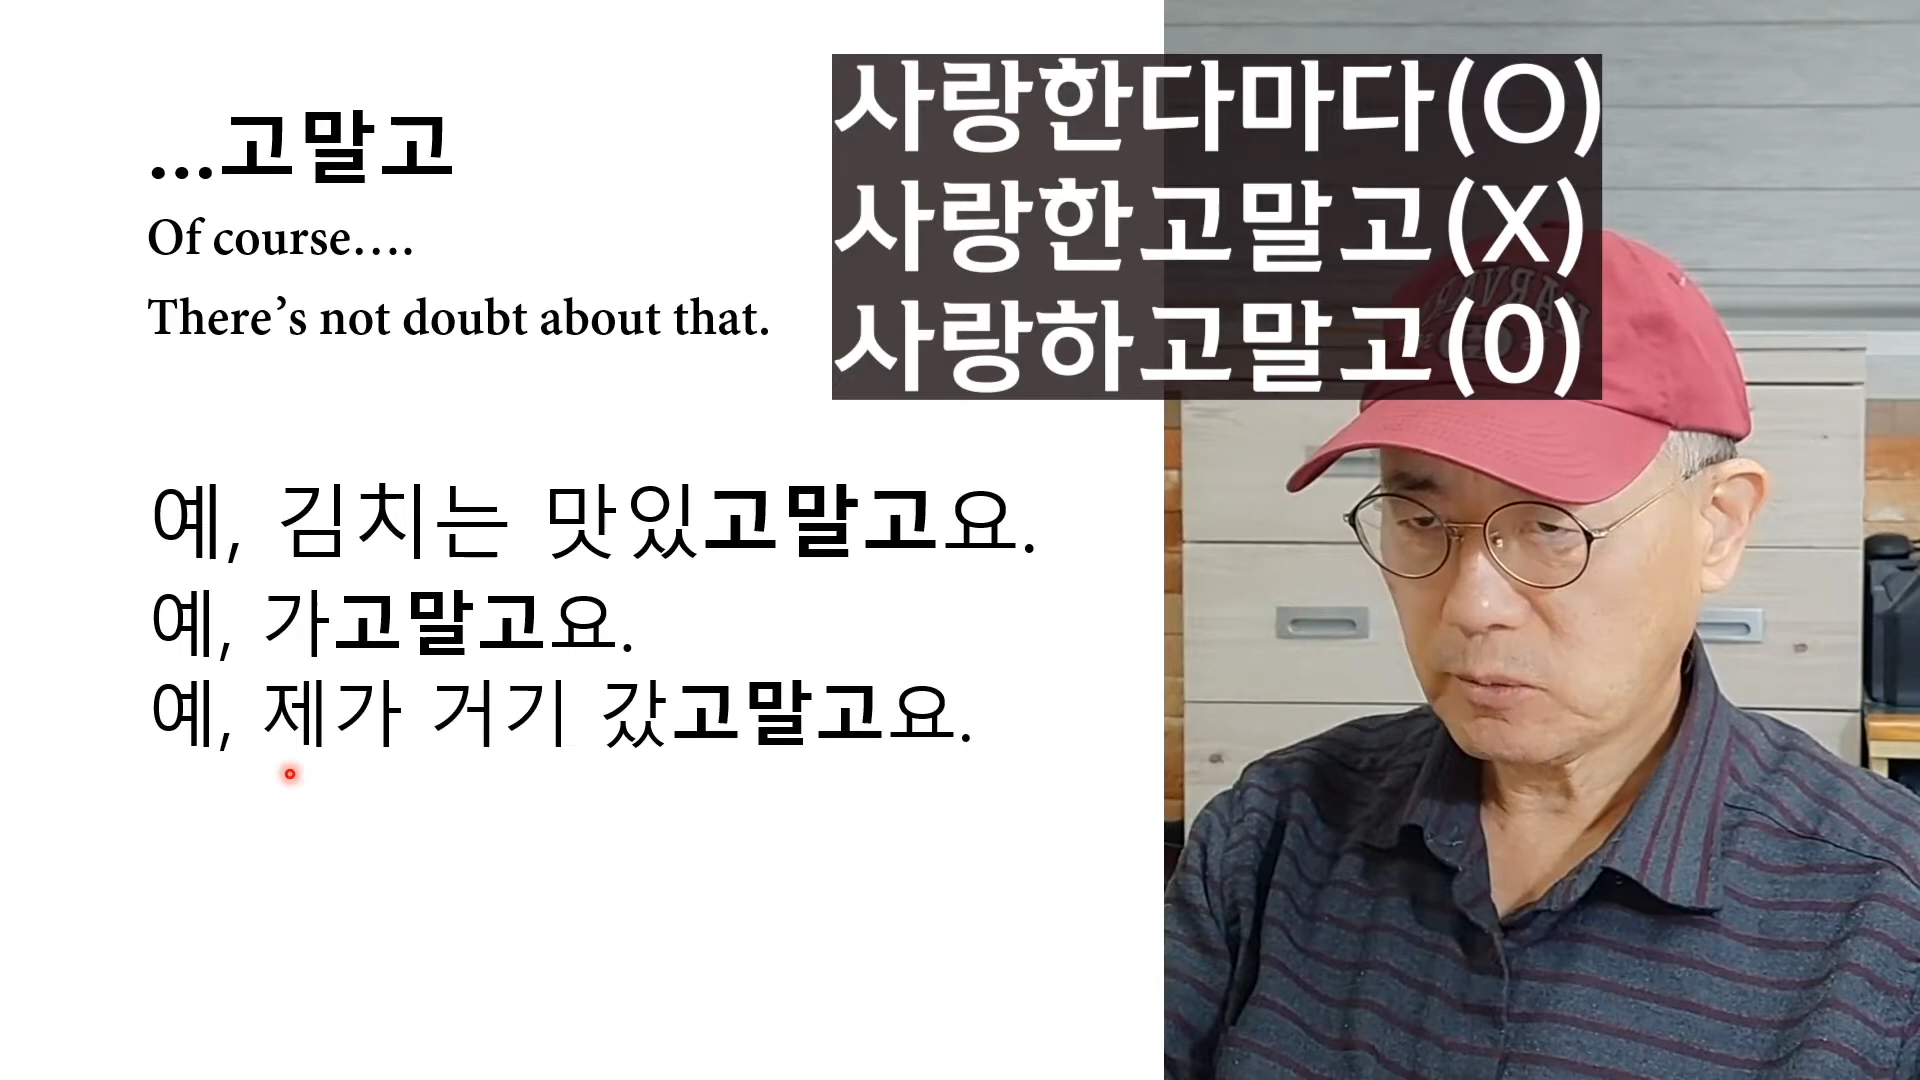 ...고말고
Of course....
There's not doubt about that.
사랑한다마다(O)
사랑한고말고(X)
사랑하고말고(0)
예, 김치는 맛있고말고요.
예, 가고말고요.
예, 제가 거기 갔고말고요.